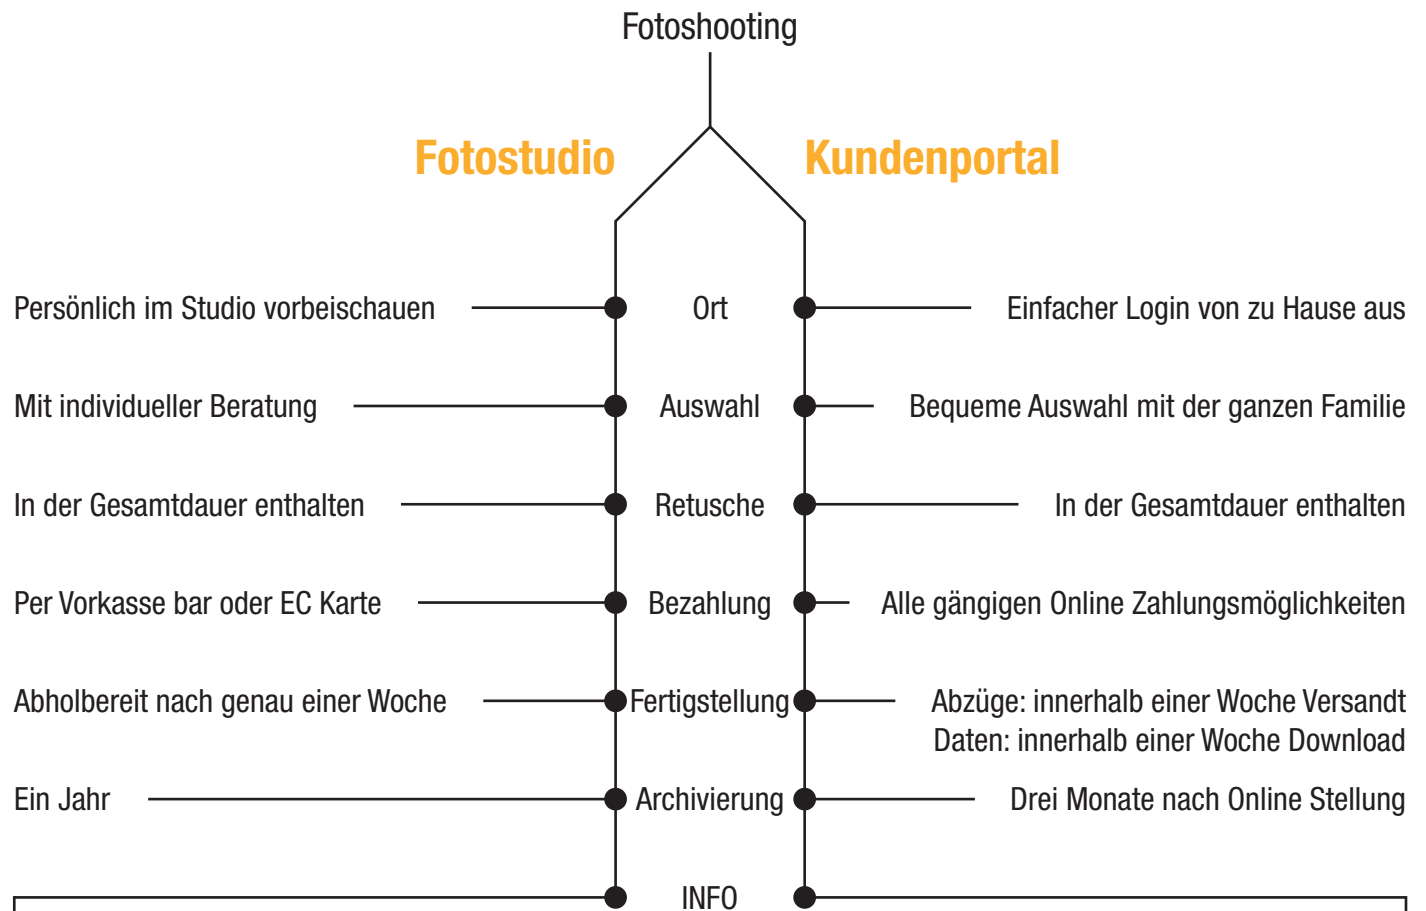 Fotoshooting
Fotostudio Kundenportal
Persönlich im Studio vorbeischauen Ort Einfacher Login von zu Hause aus
Mit individueller Beratung Auswahl Bequeme Auswahl mit der ganzen Familie
In der Gesamtdauer enthalten Retusche In der Gesamtdauer enthalten
Per Vorkasse bar oder EC Karte Bezahlung Alle gängigen Online Zahlungsmöglichkeiten
Abholbereit nach genau einer Woche Fertigstellung Abzüge: innerhalb einer Woche Versandt
Daten: innerhalb einer Woche Download
Ein Jahr Archivierung Drei Monate nach Online Stellung
INFO